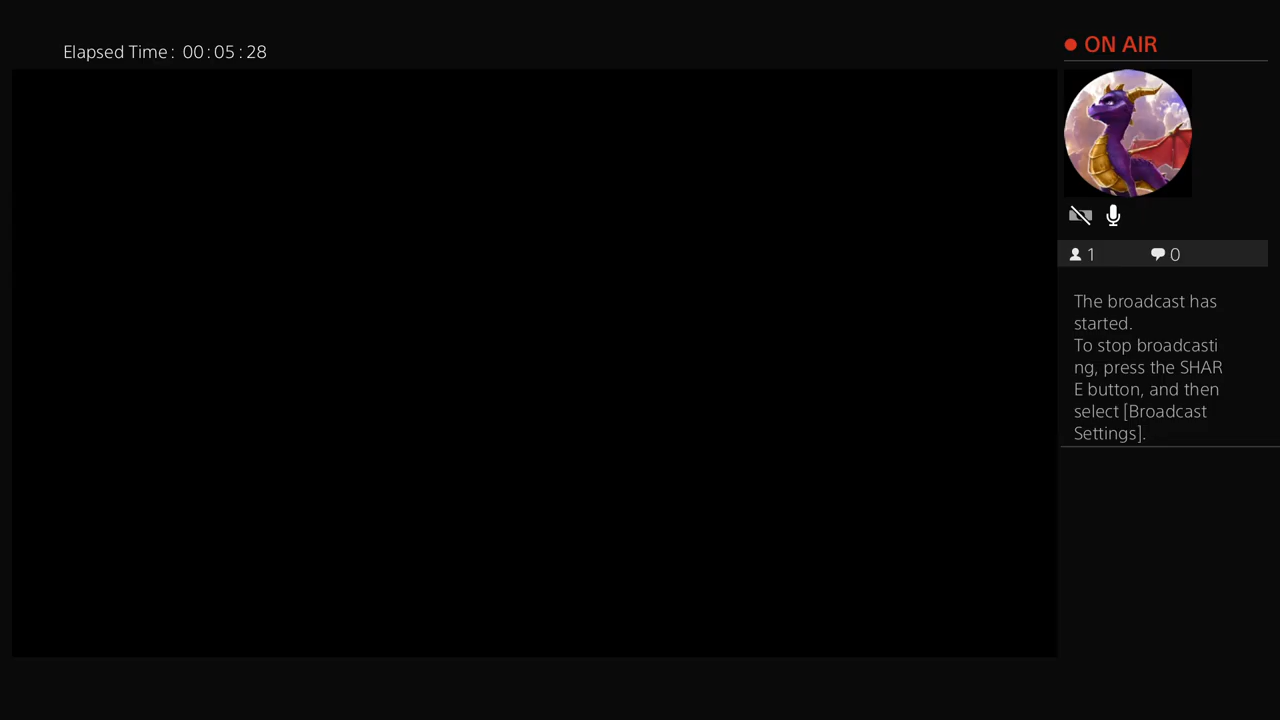 Elapsed Time: 00:05:28
ON AIR
1
0
The broadcast has
started.
To stop broadcasti
ng, press the SHAR
E button, and then
select [Broadcast
Settings].